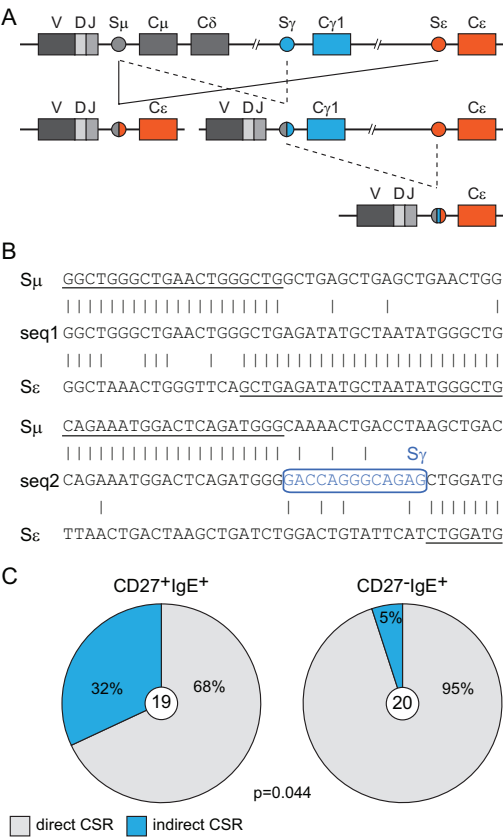 A
V DJ Sμ Cμ Cδ Sγ Cγ1 Sε Cε
V DJ Cε V DJ Cγ1 Cε
V DJ Cε
B
Sμ GGCTGGGCTGAACTGGGCTGGCTGAGCTGAGCTGAACTGG
seq1 GGCTGGGCTGAACTGGGCTGAGATATGCTAATATGGGCTG
Sε GGCTAAACTGGGTTCAGCTGAGATATGCTAATATGGGCTG
Sμ CAGAAATGGACTCAGATGGGCAAAACTGACCTAAGCTGAC
Sγ
seq2 CAGAAATGGACTCAGATGGGGACCAGGGCAGAGCTGGATG
Sε TTAACTGACTAAGCTGATCTGGACTGTATTCATCTGGATG
C
CD27⁺IgE⁺ CD27⁻IgE⁺
32% 19 68% 5% 20 95%
p=0.044
direct CSR indirect CSR